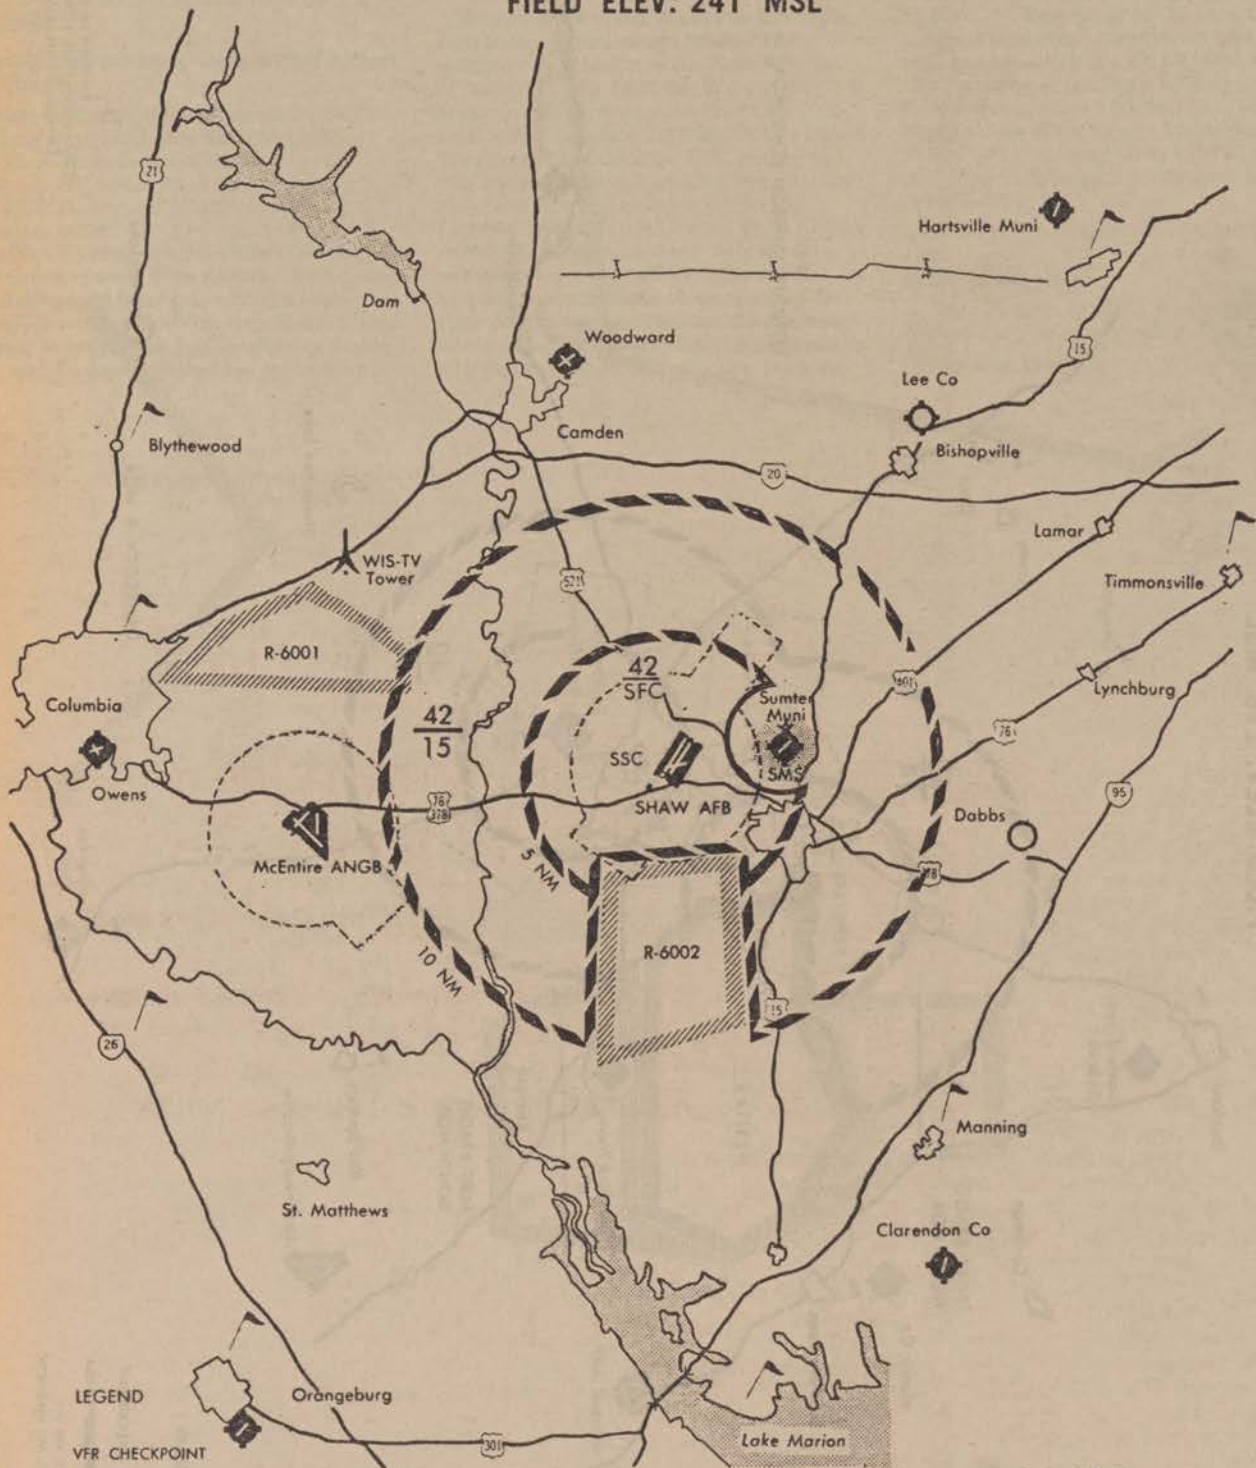 FIELD ELEV. 241' MSL
21
Hartsville Muni
Dam
Woodward
15
Lee Co
Blythewood
Camden
Bishopville
20
Lamar
WIS-TV
Tower
521
Timmonsville
R-6001
42
SFC
Sumter
Muni
401
Lynchburg
Columbia
42
15
76
SSC
SMS
Owens
76
378
SHAW AFB
95
Dabbs
McEntire ANGB
5 NM
378
R-6002
10 NM
15
26
Manning
St. Matthews
Clarendon Co
LEGEND
Orangeburg
VFR CHECKPOINT
301
Lake Marion